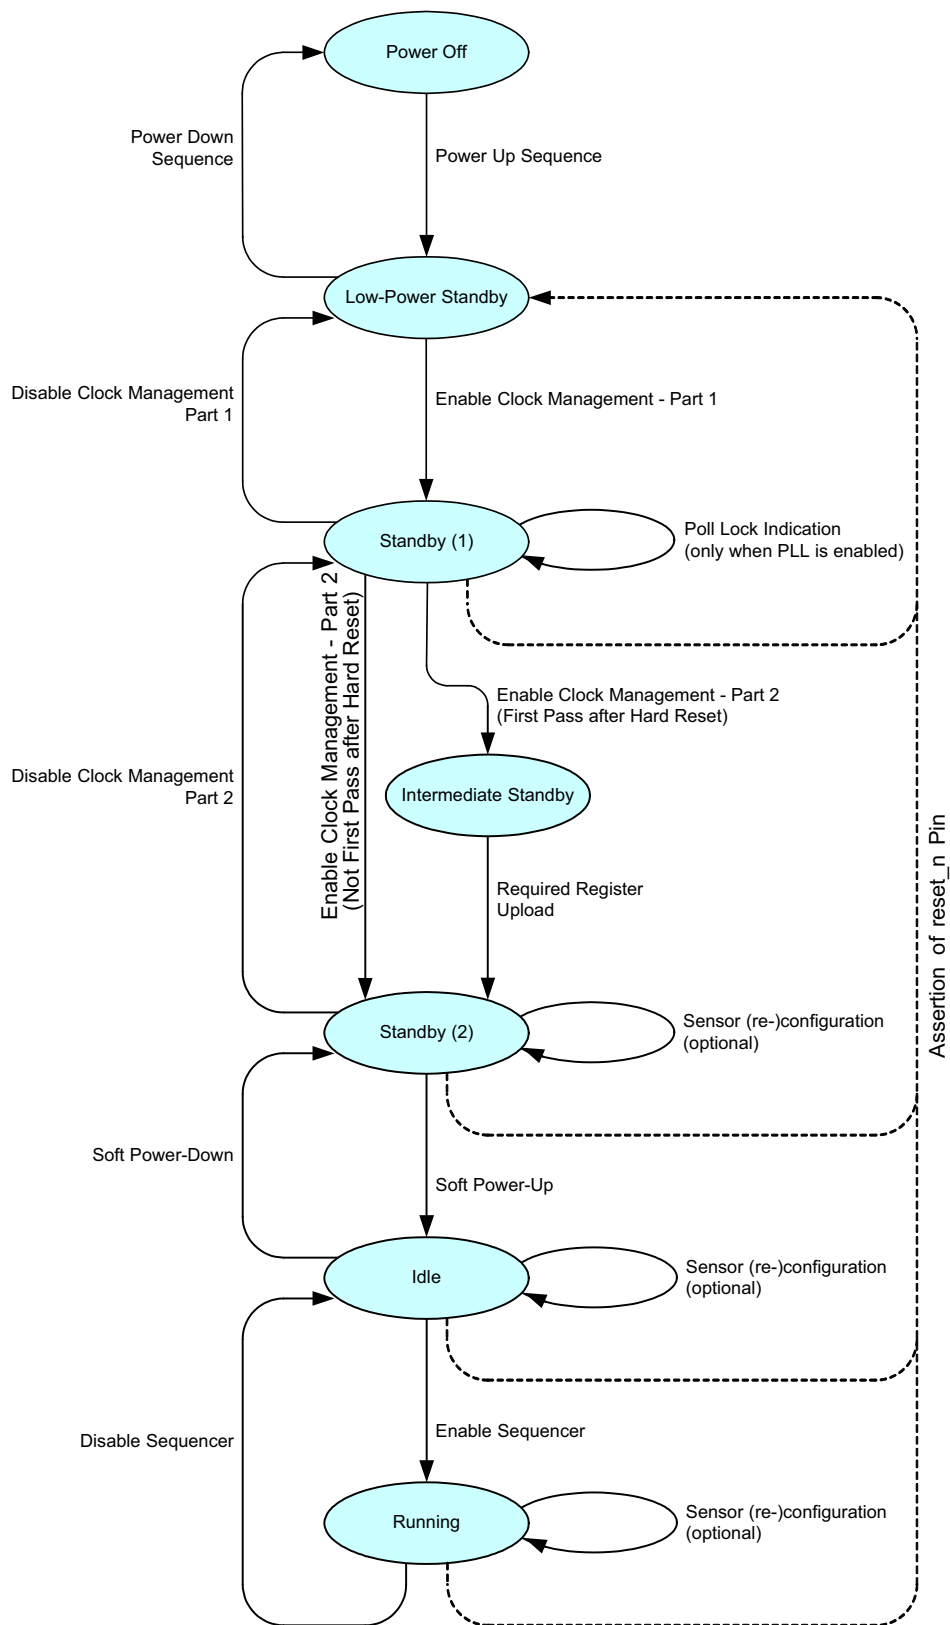 Power Off
Power Down
Sequence
Power Up Sequence
Low-Power Standby
Disable Clock Management
Part 1
Enable Clock Management - Part 1
Standby (1)
Poll Lock Indication
(only when PLL is enabled)
Enable Clock Management - Part 2
(Not First Pass after Hard Reset)
Enable Clock Management - Part 2
(First Pass after Hard Reset)
Disable Clock Management
Part 2
Intermediate Standby
Required Register
Upload
Assertion of reset_n Pin
Standby (2)
Sensor (re-)configuration
(optional)
Soft Power-Down
Soft Power-Up
Idle
Sensor (re-)configuration
(optional)
Disable Sequencer
Enable Sequencer
Running
Sensor (re-)configuration
(optional)